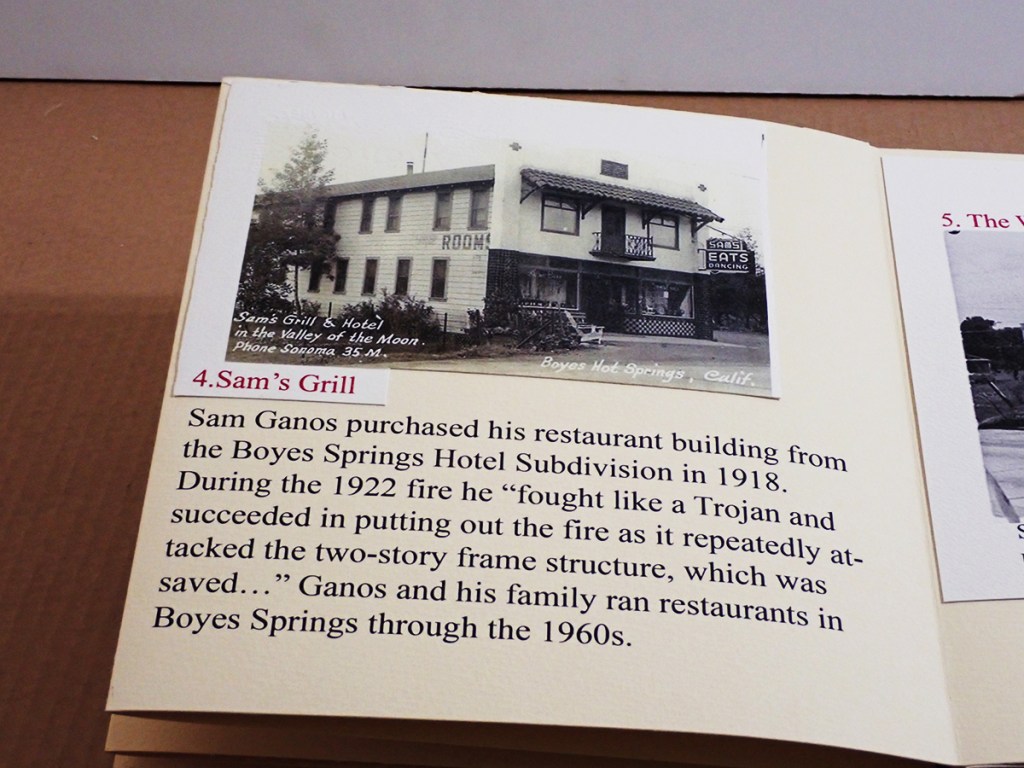 ROOMS
SAM'S
EATS
DANCING
Sam's Grill & Hotel
in the Valley of the Moon.
Phone Sonoma 35 M.
Boyes Hot Springs, Calif.
4.Sam's Grill
Sam Ganos purchased his restaurant building from
the Boyes Springs Hotel Subdivision in 1918.
During the 1922 fire he “fought like a Trojan and
succeeded in putting out the fire as it repeatedly at-
tacked the two-story frame structure, which was
saved…” Ganos and his family ran restaurants in
Boyes Springs through the 1960s.
5. The